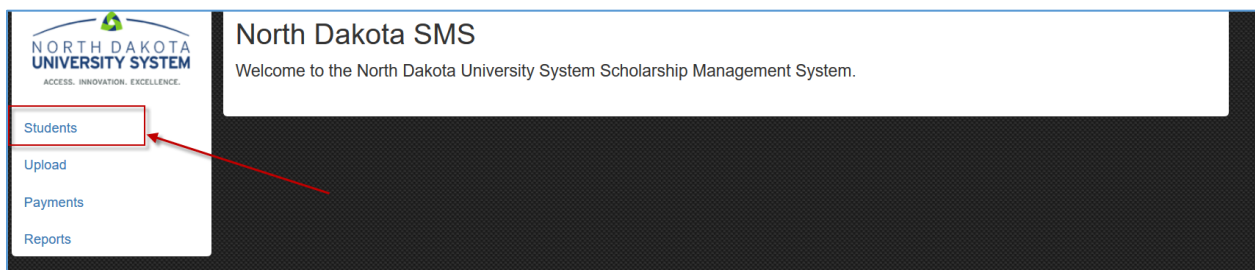 NORTH DAKOTA
UNIVERSITY SYSTEM
ACCESS. INNOVATION. EXCELLENCE.
Students
Upload
Payments
Reports
North Dakota SMS
Welcome to the North Dakota University System Scholarship Management System.